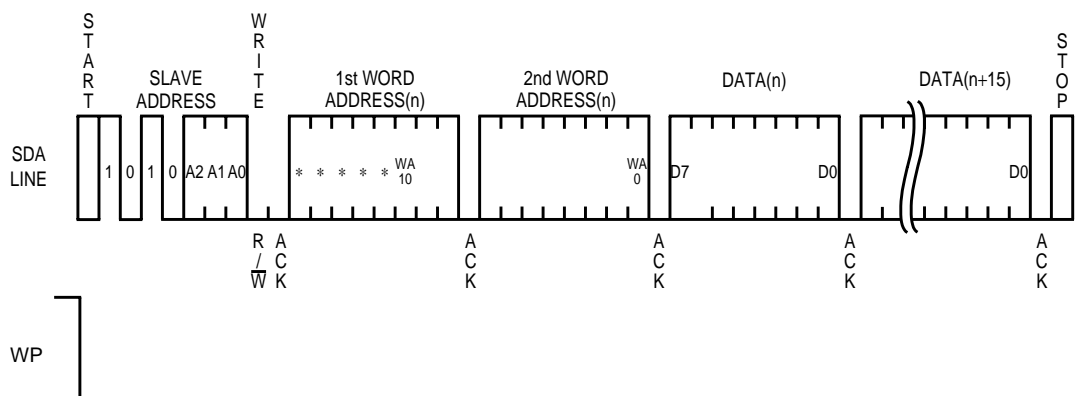 START
WRITE
STOP
SLAVE
ADDRESS
1st WORD
ADDRESS(n)
2nd WORD
ADDRESS(n)
DATA(n)
DATA(n+15)
SDA
LINE
1 0 1 0 A2 A1 A0
* * * * * WA
10
WA
0
D7
D0
D0
R/W
ACK
ACK
ACK
ACK
ACK
WP